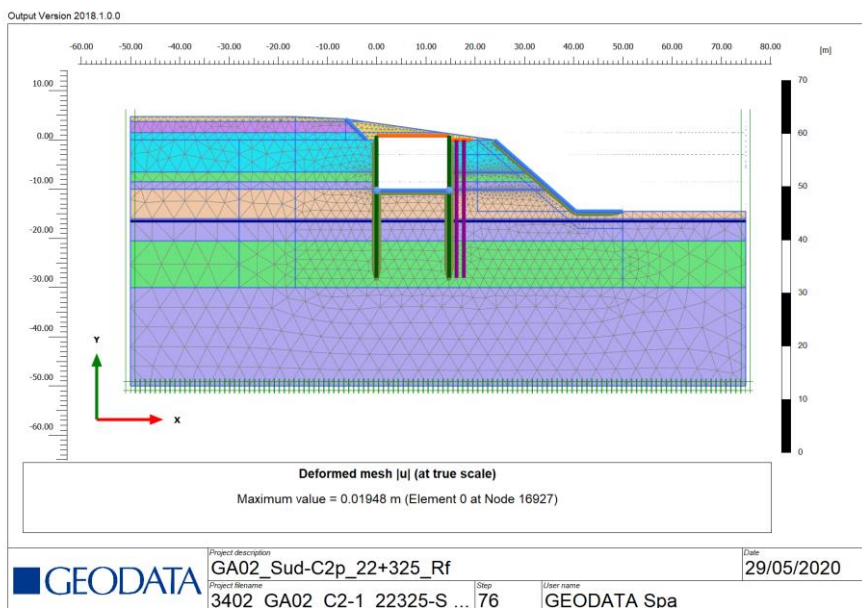 Output Version 2018.1.0.0
-60.00 -50.00 -40.00 -30.00 -20.00 -10.00 0.00 10.00 20.00 30.00 40.00 50.00 60.00 70.00 80.00
[m]
10.00
0.00
-10.00
-20.00
-30.00
-40.00
-50.00
-60.00
70
60
50
40
30
20
10
0
Y
X
Deformed mesh |u| (at true scale)
Maximum value = 0.01948 m (Element 0 at Node 16927)
GEODATA
Project description
GA02_Sud-C2p_22+325_Rf
Date
29/05/2020
Project filename
3402_GA02_C2-1_22325-S ...
Step
76
User name
GEODATA Spa